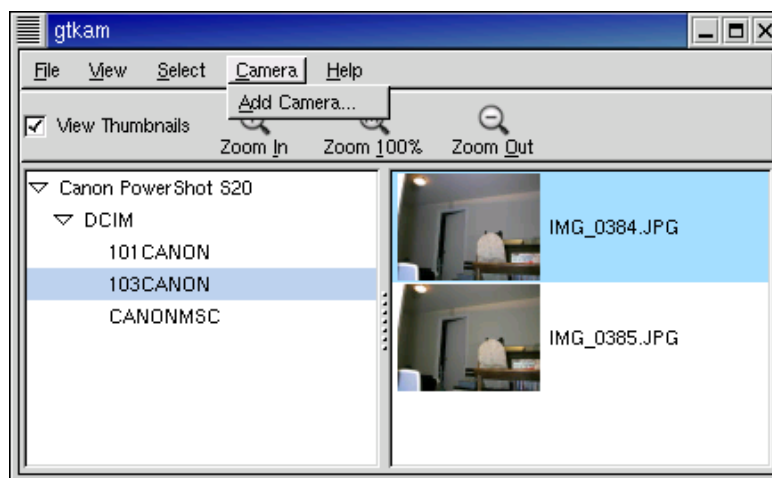 gtkam
File View Select Camera Help
Add Camera...
View Thumbnails
Zoom In Zoom 100% Zoom Out
Canon PowerShot S20
DCIM
101CANON
103CANON
CANONMSC
IMG_0384.JPG
IMG_0385.JPG